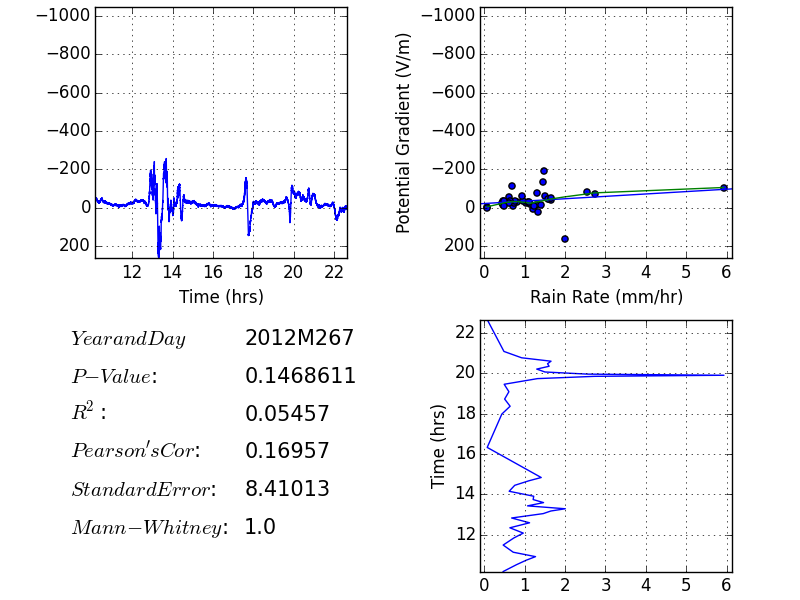 −1000
−800
−600
−400
−200
0
200
12 14 16 18 20 22
Time (hrs)
Potential Gradient (V/m)
−1000
−800
−600
−400
−200
0
200
0 1 2 3 4 5 6
Rain Rate (mm/hr)
YearandDay 2012M267
P−Value: 0.1468611
R²: 0.05457
Pearson'sCor: 0.16957
StandardError: 8.41013
Mann−Whitney: 1.0
Time (hrs)
22
20
18
16
14
12
0 1 2 3 4 5 6